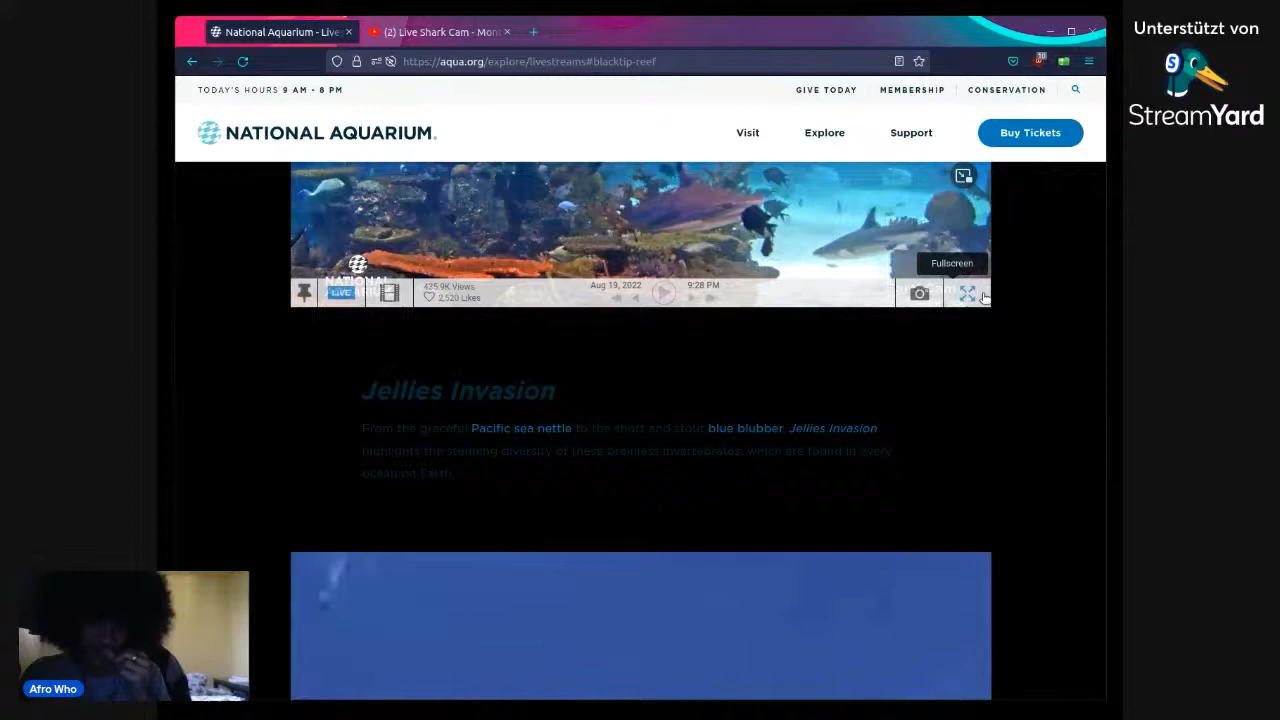 Unterstützt von
StreamYard
National Aquarium - Live
(2) Live Shark Cam - Mont
https://aqua.org/explore/livestreams#blacktip-reef
TODAY'S HOURS 9 AM - 8 PM
GIVE TODAY
MEMBERSHIP
CONSERVATION
NATIONAL AQUARIUM.
Visit
Explore
Support
Buy Tickets
Fullscreen
NATIONAL
LIVE
435.9K Views
2,520 Likes
Aug 19, 2022
9:28 PM
Jellies Invasion
From the graceful Pacific sea nettle to the short and stout blue blubber, Jellies Invasion
highlights the stunning diversity of these brainless invertebrates, which are found in every
ocean on Earth.
Afro Who